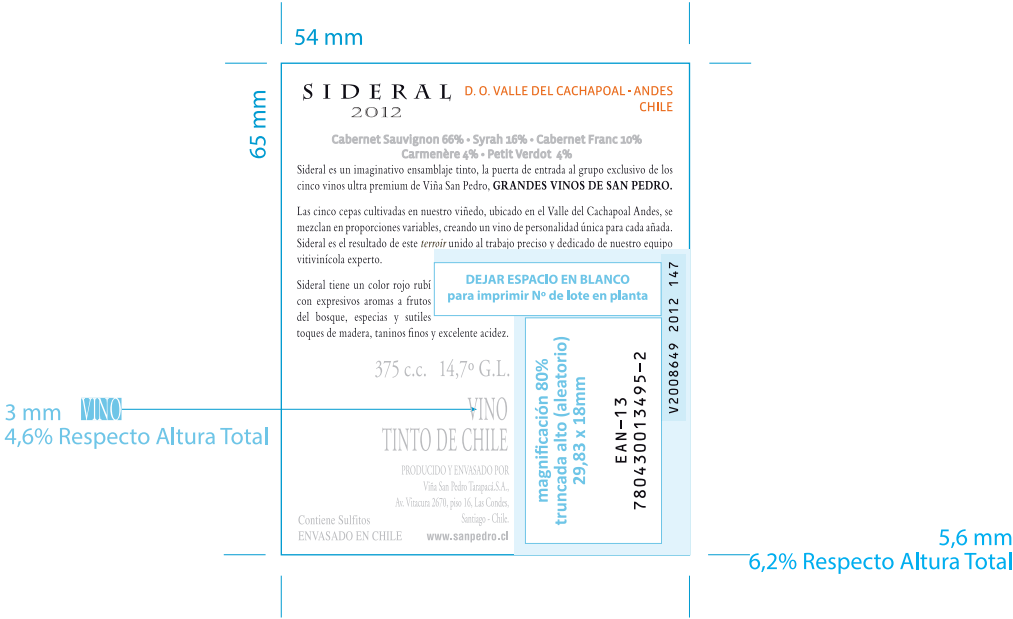 54 mm
65 mm
SIDERAL
2012
D. O. VALLE DEL CACHAPOAL - ANDES
CHILE
Cabernet Sauvignon 66% • Syrah 16% • Cabernet Franc 10%
Carmenère 4% • Petit Verdot 4%
Sideral es un imaginativo ensamblaje tinto, la puerta de entrada al grupo exclusivo de los
cinco vinos ultra premium de Viña San Pedro, GRANDES VINOS DE SAN PEDRO.
Las cinco cepas cultivadas en nuestro viñedo, ubicado en el Valle del Cachapoal Andes, se
mezclan en proporciones variables, creando un vino de personalidad única para cada añada.
Sideral es el resultado de este terroir unido al trabajo preciso y dedicado de nuestro equipo
vitivinícola experto.
Sideral tiene un color rojo rubí
con expresivos aromas a frutos
del bosque, especias y sutiles
toques de madera, taninos finos y excelente acidez.
DEJAR ESPACIO EN BLANCO
para imprimir Nº de lote en planta
V2008649 2012 147
magnificación 80%
truncada alto (aleatorio)
29,83 x 18mm
EAN-13
7804300013495-2
375 c.c. 14,7º G.L.
VINO
TINTO DE CHILE
3 mm VINO
4,6% Respecto Altura Total
PRODUCIDO Y ENVASADO POR
Viña San Pedro Tarapacá.S.A.,
Av. Vitacura 2670, piso 16, Las Condes,
Santiago - Chile.
Contiene Sulfitos
ENVASADO EN CHILE
www.sanpedro.cl
5,6 mm
6,2% Respecto Altura Total